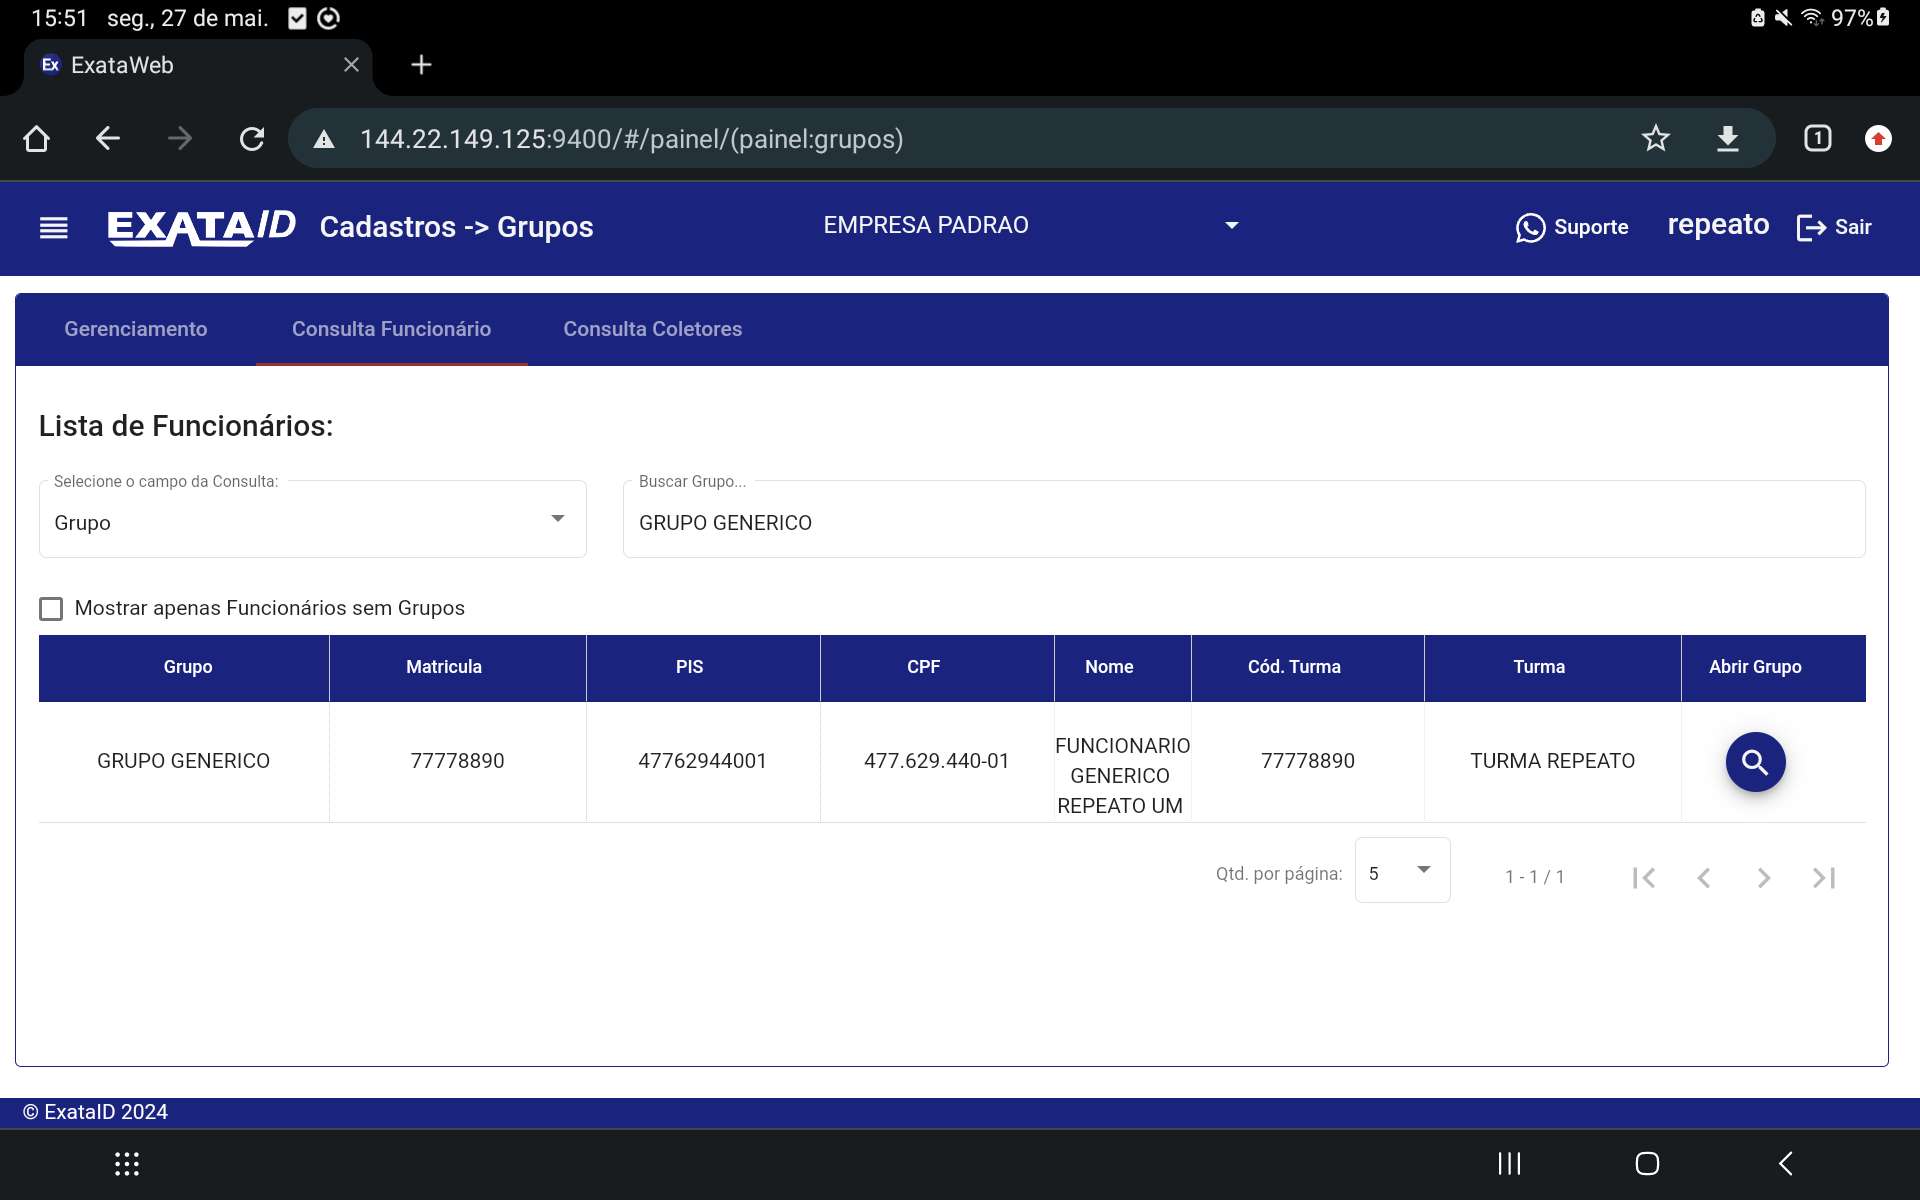 15:51 seg., 27 de mai.
97%
Ex ExataWeb
144.22.149.125:9400/#/painel/(painel:grupos)
1
EXATAID Cadastros -> Grupos EMPRESA PADRAO Suporte repeato Sair
Gerenciamento Consulta Funcionário Consulta Coletores
Lista de Funcionários:
Selecione o campo da Consulta: Buscar Grupo...
Grupo GRUPO GENERICO
Mostrar apenas Funcionários sem Grupos
Grupo Matricula PIS CPF Nome Cód. Turma Turma Abrir Grupo
GRUPO GENERICO 77778890 47762944001 477.629.440-01 FUNCIONARIO
GENERICO
REPEATO UM 77778890 TURMA REPEATO
Qtd. por página: 5 1 - 1 / 1
© ExataID 2024